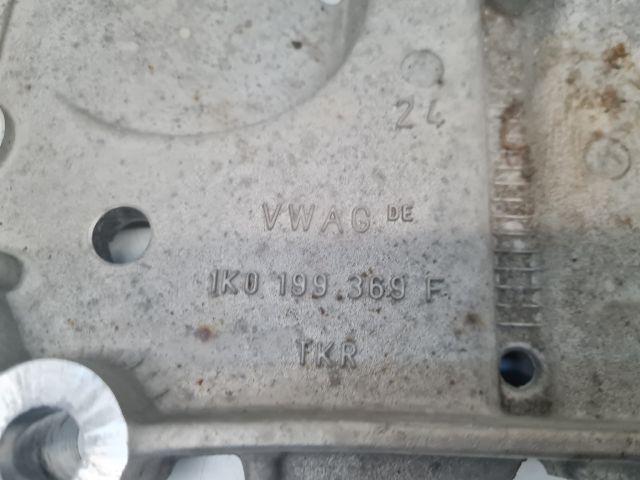 24
VWAG DE
1K0 199 369 F
TKR